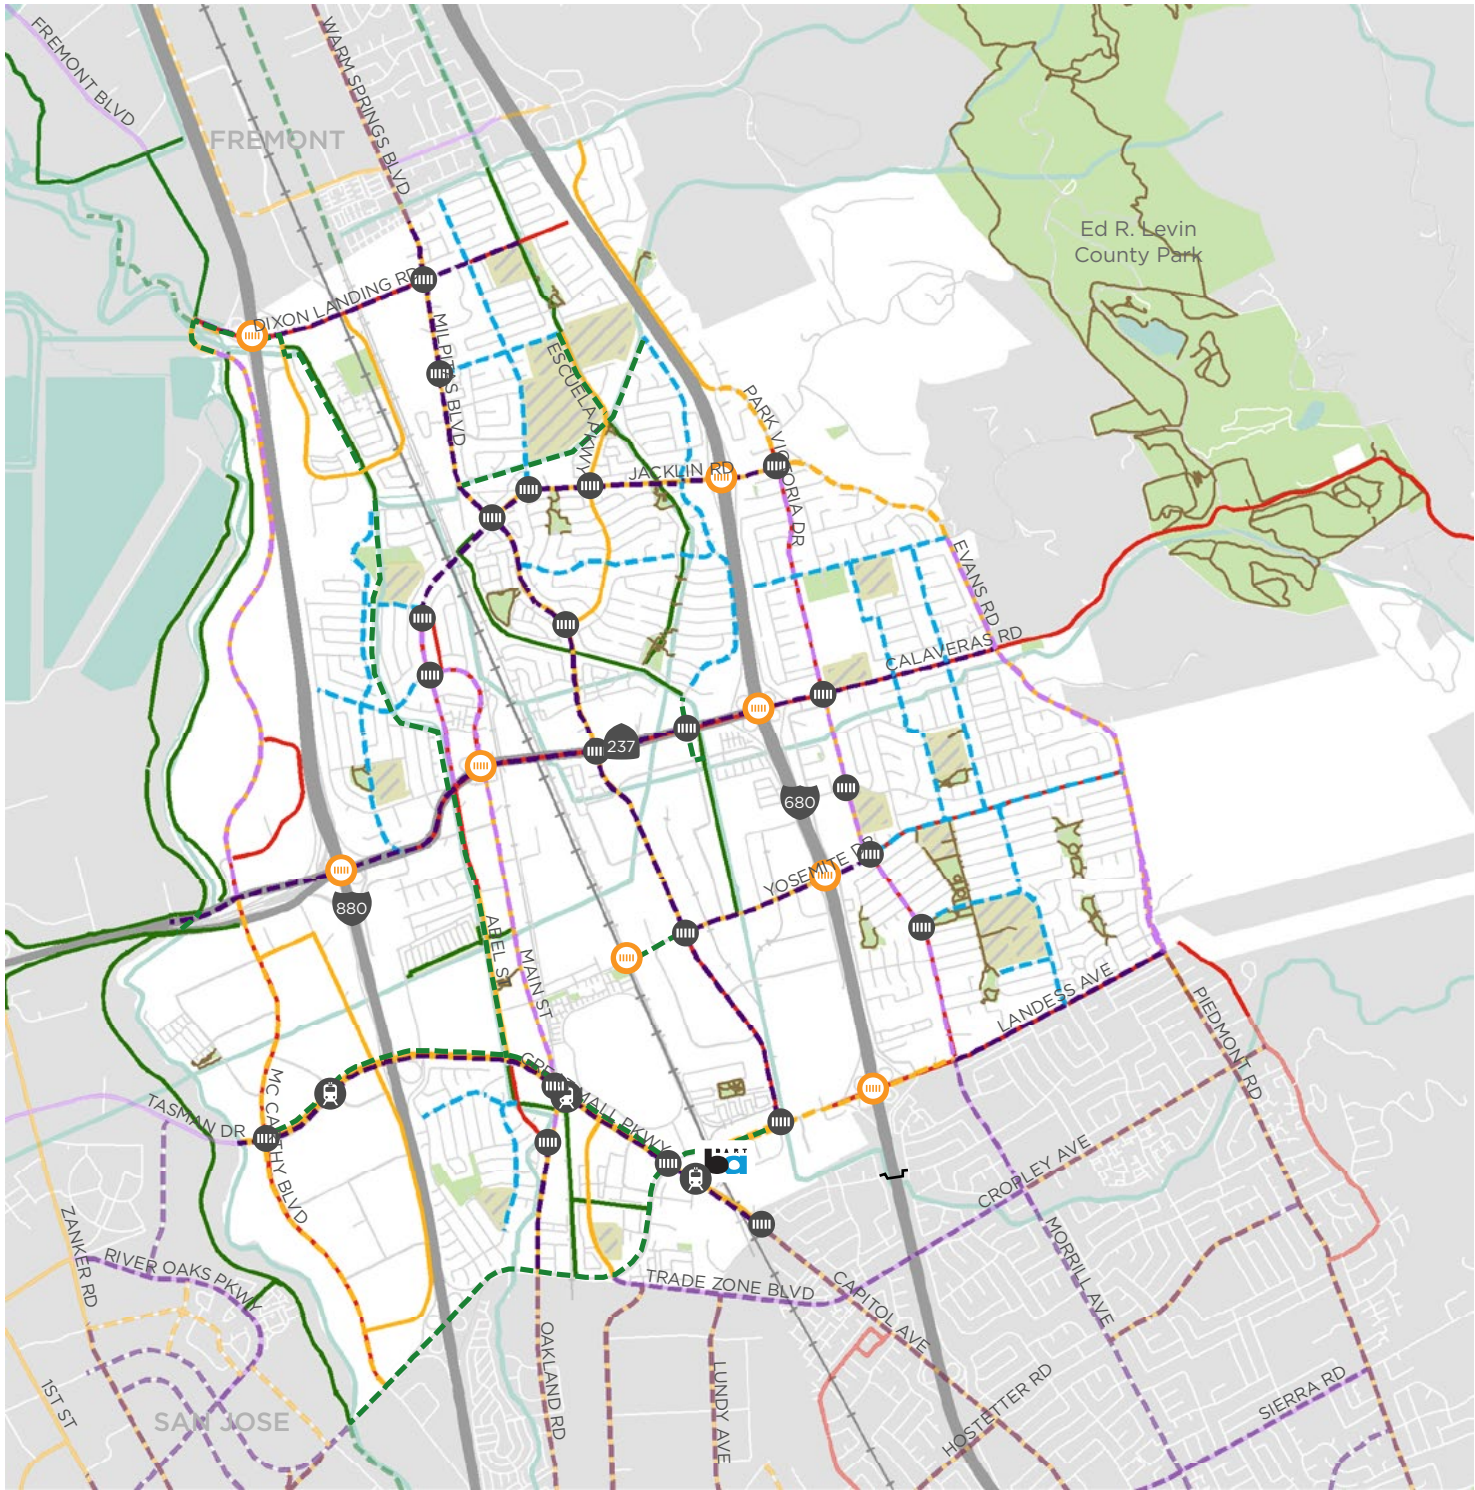 FREMONT BLVD
WARM SPRINGS BLVD
FREMONT
Ed R. Levin
County Park
DIXON LANDING RD
MILPITAS BLVD
ESCUELA PKWY
PARK VICTORIA DR
JACKLIN RD
EVANS RD
CALAVERAS RD
237
680
YOSEMITE DR
880
ABEL ST
MAIN ST
LANDESS AVE
PIEDMONT RD
GREAT MALL PKWY
MC CARTHY BLVD
TASMAN DR
BART
ba
CROPLEY AVE
ZANKER RD
RIVER OAKS PKWY
MORRILL AVE
TRADE ZONE BLVD
CAPITOL AVE
OAKLAND RD
LUNDY AVE
1ST ST
SAN JOSE
HOSTETTER RD
SIERRA RD